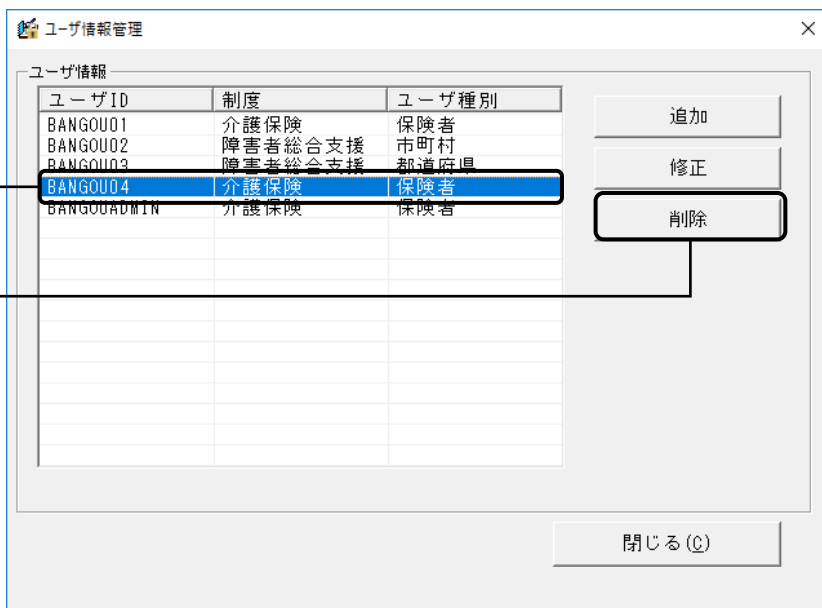 ユーザ情報管理
ユーザ情報
ユーザID 制度 ユーザ種別
BANGOU01 介護保険 保険者
BANGOU02 障害者総合支援 市町村
BANGOU03 障害者総合支援 都道府県
BANGOU04 介護保険 保険者
BANGOUADMIN 介護保険 保険者
追加
修正
削除
閉じる(C)